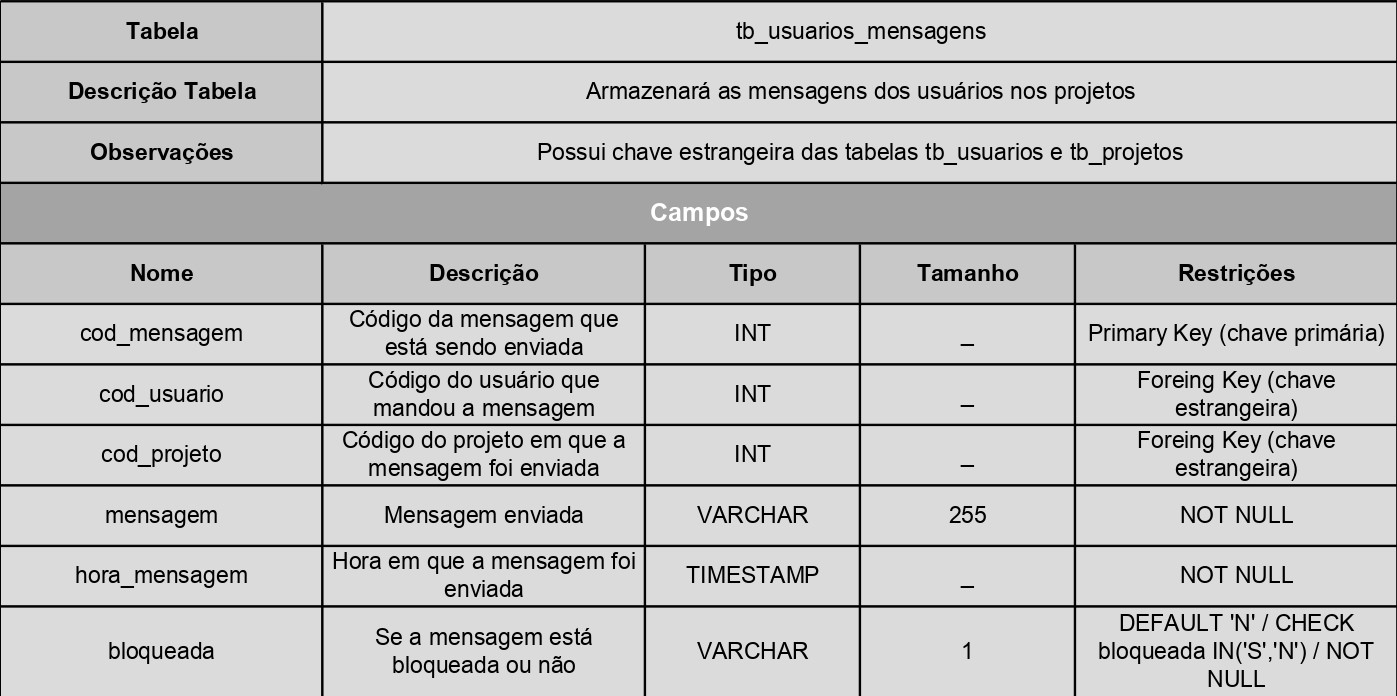 Tabela
tb_usuarios_mensagens
Descrição Tabela
Armazenará as mensagens dos usuários nos projetos
Observações
Possui chave estrangeira das tabelas tb_usuarios e tb_projetos
Campos
Nome
Descrição
Tipo
Tamanho
Restrições
cod_mensagem
Código da mensagem que
está sendo enviada
INT
_
Primary Key (chave primária)
cod_usuario
Código do usuário que
mandou a mensagem
INT
_
Foreing Key (chave
estrangeira)
cod_projeto
Código do projeto em que a
mensagem foi enviada
INT
_
Foreing Key (chave
estrangeira)
mensagem
Mensagem enviada
VARCHAR
255
NOT NULL
hora_mensagem
Hora em que a mensagem foi
enviada
TIMESTAMP
_
NOT NULL
bloqueada
Se a mensagem está
bloqueada ou não
VARCHAR
1
DEFAULT 'N' / CHECK
bloqueada IN('S','N') / NOT
NULL